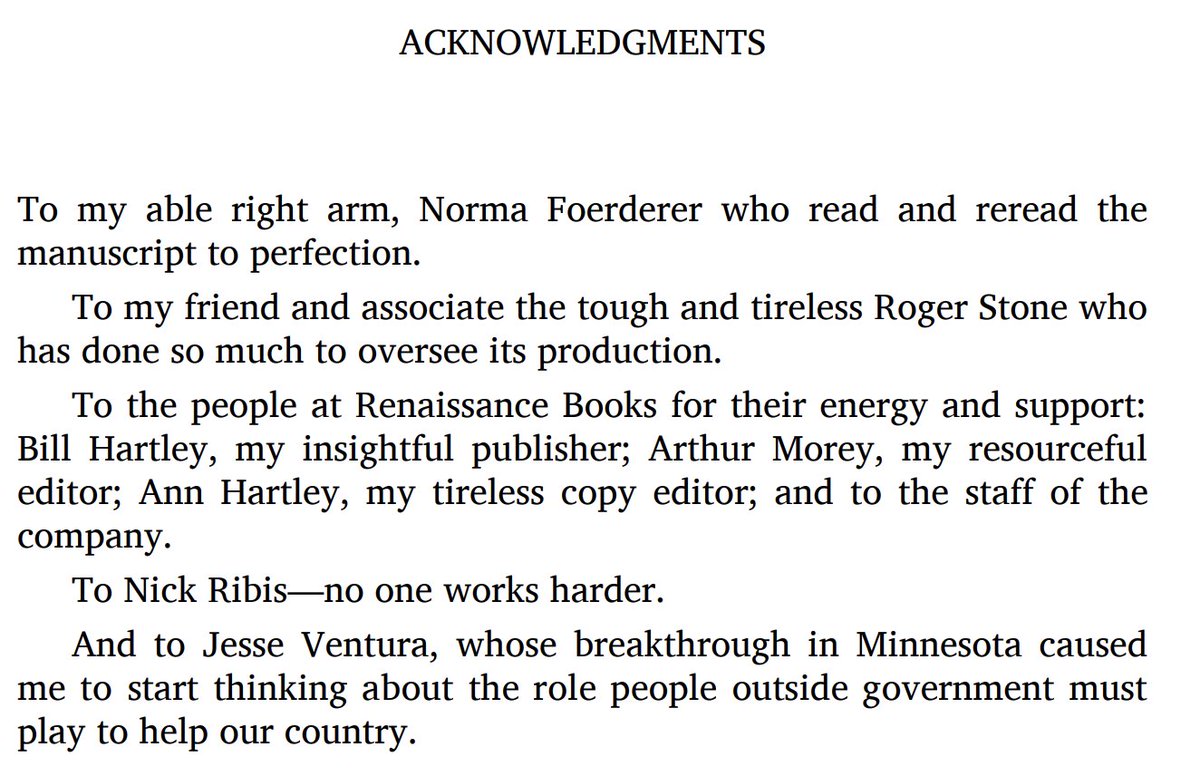 ACKNOWLEDGMENTS
To my able right arm, Norma Foerderer who read and reread the
manuscript to perfection.
To my friend and associate the tough and tireless Roger Stone who
has done so much to oversee its production.
To the people at Renaissance Books for their energy and support:
Bill Hartley, my insightful publisher; Arthur Morey, my resourceful
editor; Ann Hartley, my tireless copy editor; and to the staff of the
company.
To Nick Ribis—no one works harder.
And to Jesse Ventura, whose breakthrough in Minnesota caused
me to start thinking about the role people outside government must
play to help our country.